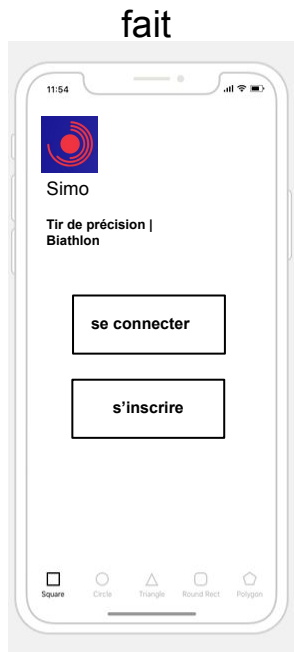 fait
11:54
Simo
Tir de précision |
Biathlon
se connecter
s’inscrire
Square Circle Triangle Round Rect Polygon